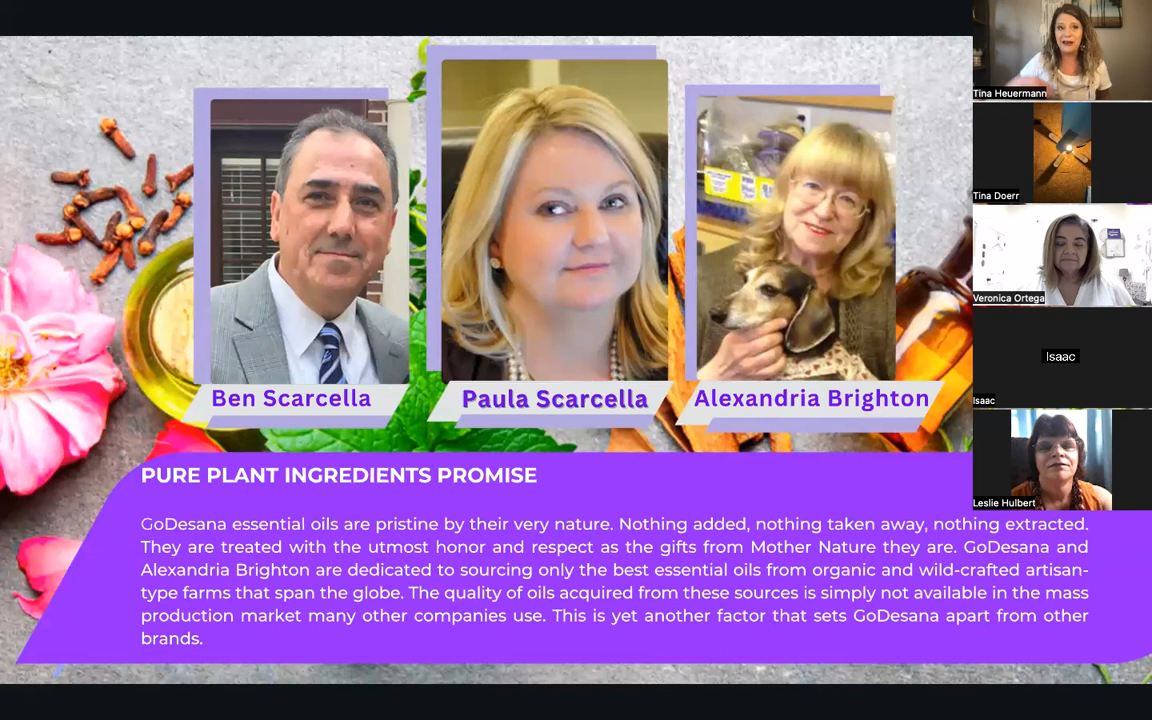 Ben Scarcella
Paula Scarcella
Alexandria Brighton
PURE PLANT INGREDIENTS PROMISE
GoDesana essential oils are pristine by their very nature. Nothing added, nothing taken away, nothing extracted.
They are treated with the utmost honor and respect as the gifts from Mother Nature they are. GoDesana and
Alexandria Brighton are dedicated to sourcing only the best essential oils from organic and wild-crafted artisan-
type farms that span the globe. The quality of oils acquired from these sources is simply not available in the mass
production market many other companies use. This is yet another factor that sets GoDesana apart from other
brands.
Tina Heuermann
Tina Doerr
Veronica Ortega
Isaac
Isaac
Leslie Hulbert